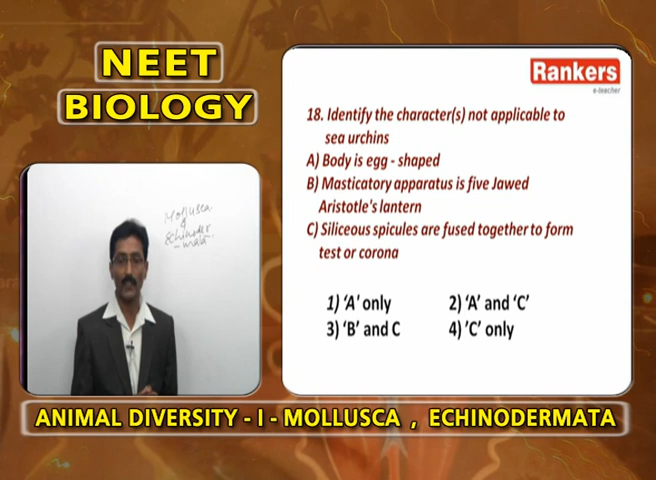 NEET
BIOLOGY
Rankers
e-teacher
18. Identify the character(s) not applicable to
sea urchins
A) Body is egg - shaped
B) Masticatory apparatus is five Jawed
Aristotle's lantern
C) Siliceous spicules are fused together to form
test or corona
1) ‘A’ only
2) ‘A’ and ‘C’
3) ‘B’ and C
4) ’C’ only
Mollusca
&
Echinoder
-mata
ANIMAL DIVERSITY - I - MOLLUSCA , ECHINODERMATA